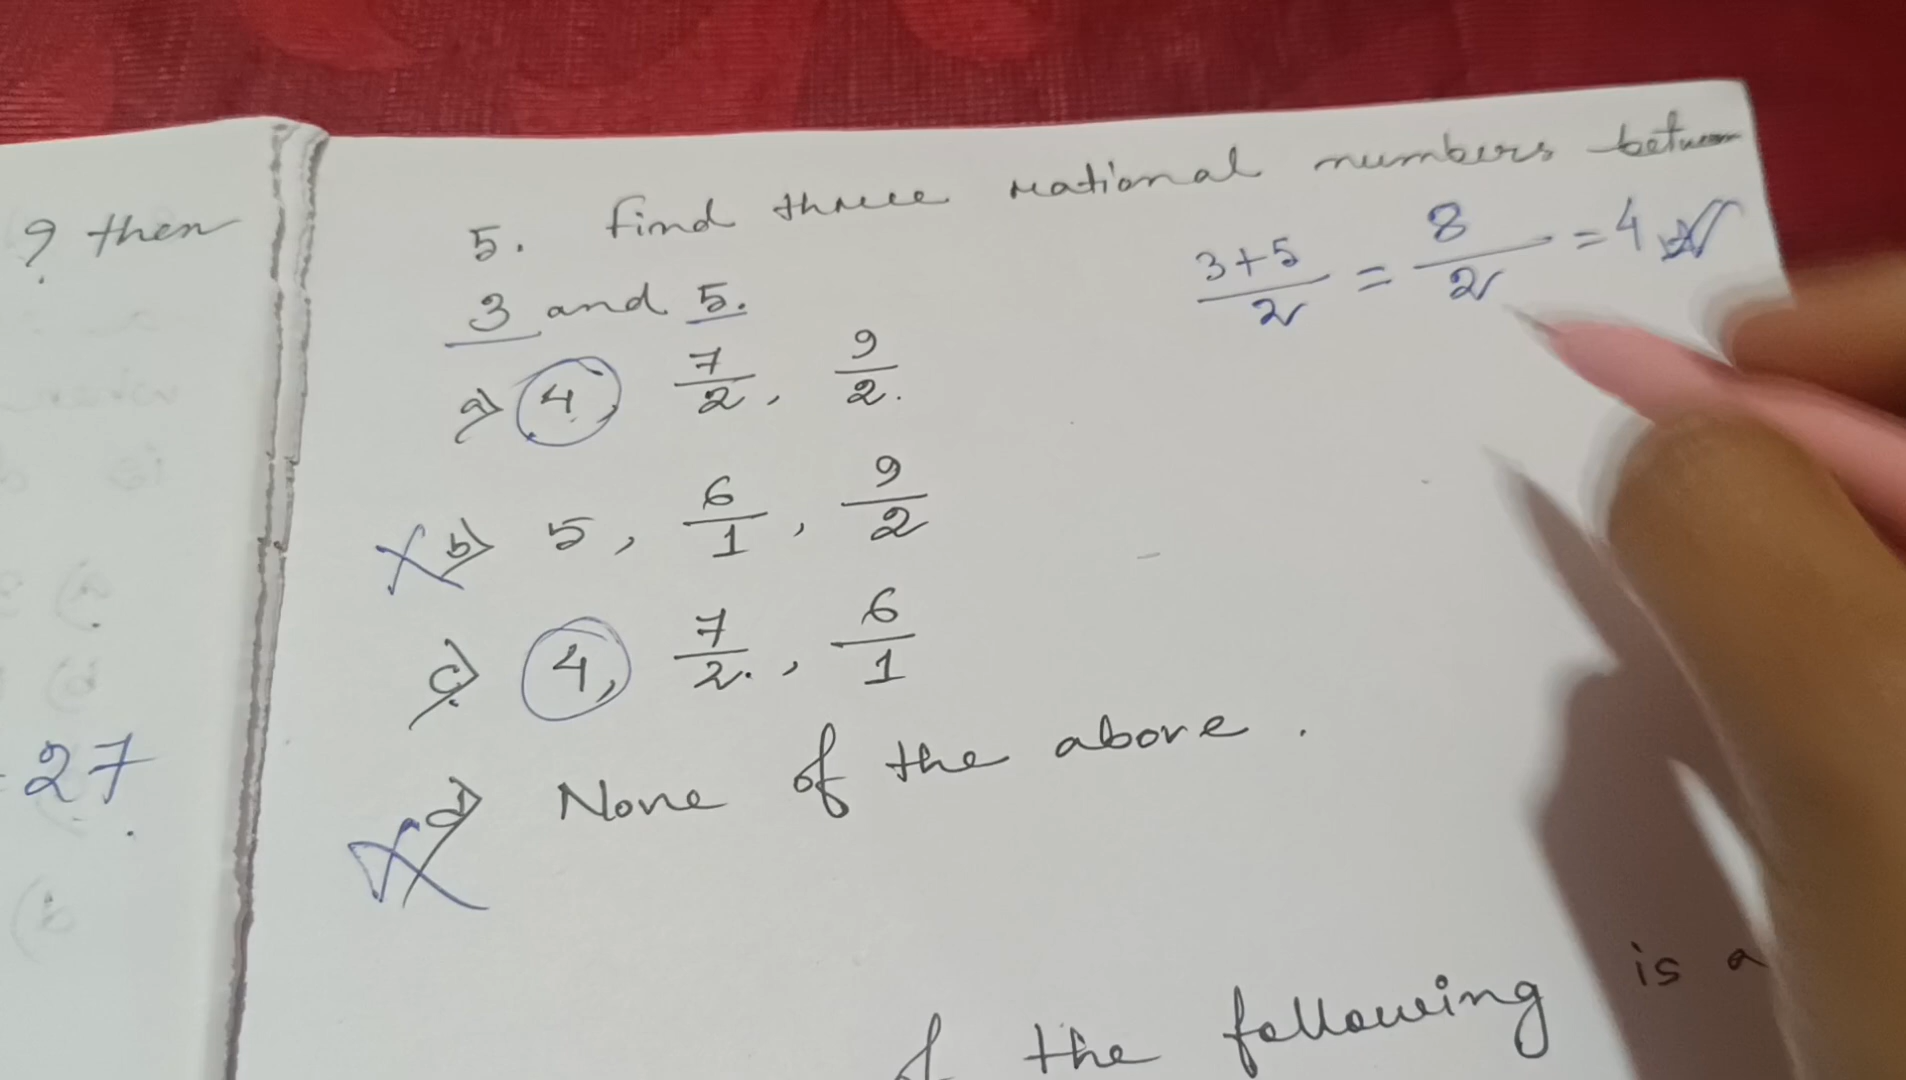 ? then
27
5. Find three rational numbers between
3 and 5.
3+5/2 = 8/2 = 4
a) 4, 7/2, 9/2.
b) 5, 6/1, 9/2
c) 4, 7/2, 6/1
d) None of the above.
the following is a